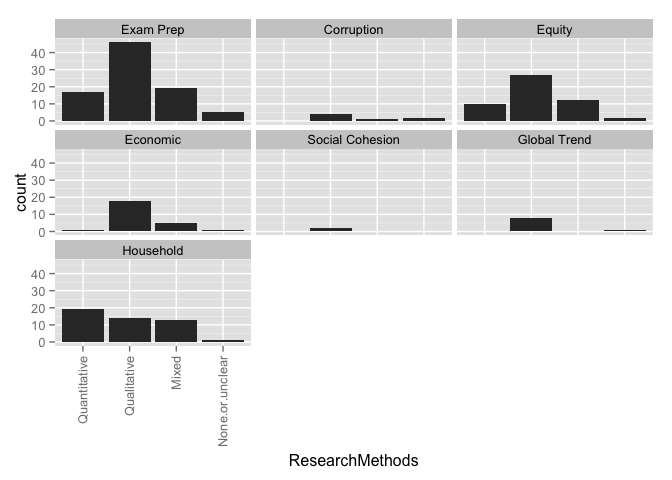 Exam Prep Corruption Equity
40
30
20
10
0
Economic Social Cohesion Global Trend
40
30
20
10
0
count
Household
40
30
20
10
0
Quantitative
Qualitative
Mixed
None.or.unclear
ResearchMethods